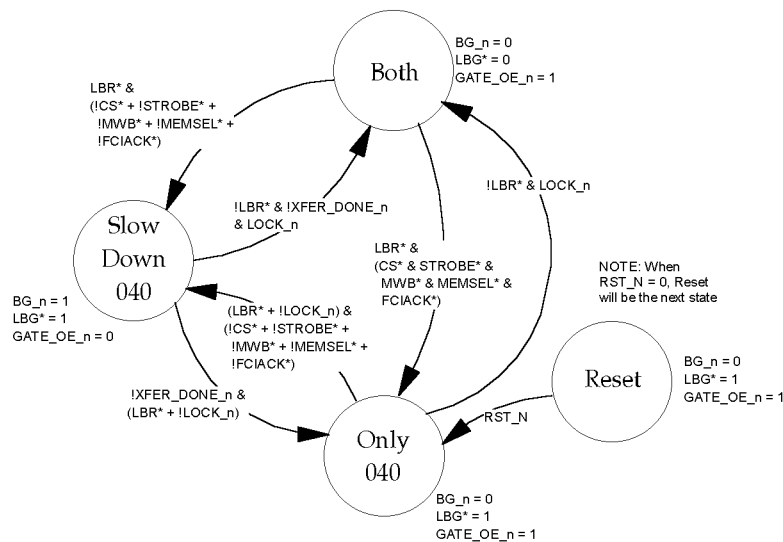 Both
BG_n = 0
LBG* = 0
GATE_OE_n = 1
LBR* &
(!CS* + !STROBE* +
!MWB* + !MEMSEL* +
!FCIACK*)
!LBR* & LOCK_n
!LBR* & !XFER_DONE_n
& LOCK_n
Slow
Down
040
BG_n = 1
LBG* = 1
GATE_OE_n = 0
LBR* &
(CS* & STROBE* &
MWB* & MEMSEL* &
FCIACK*)
NOTE: When
RST_N = 0, Reset
will be the next state
(LBR* + !LOCK_n) &
(!CS* + !STROBE* +
!MWB* + !MEMSEL* +
!FCIACK*)
!XFER_DONE_n &
(LBR* + !LOCK_n)
Reset
BG_n = 0
LBG* = 1
GATE_OE_n = 1
RST_N
Only
040
BG_n = 0
LBG* = 1
GATE_OE_n = 1